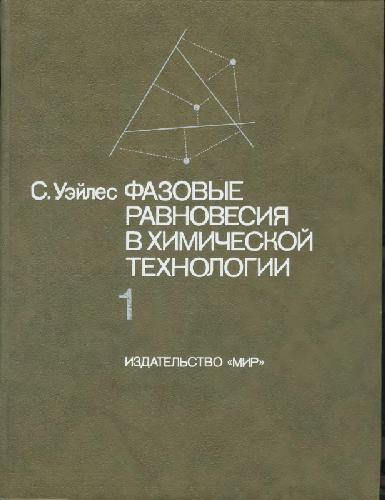 С. Уэйлес ФАЗОВЫЕ
РАВНОВЕСИЯ
В ХИМИЧЕСКОЙ
ТЕХНОЛОГИИ
1
ИЗДАТЕЛЬСТВО «МИР»